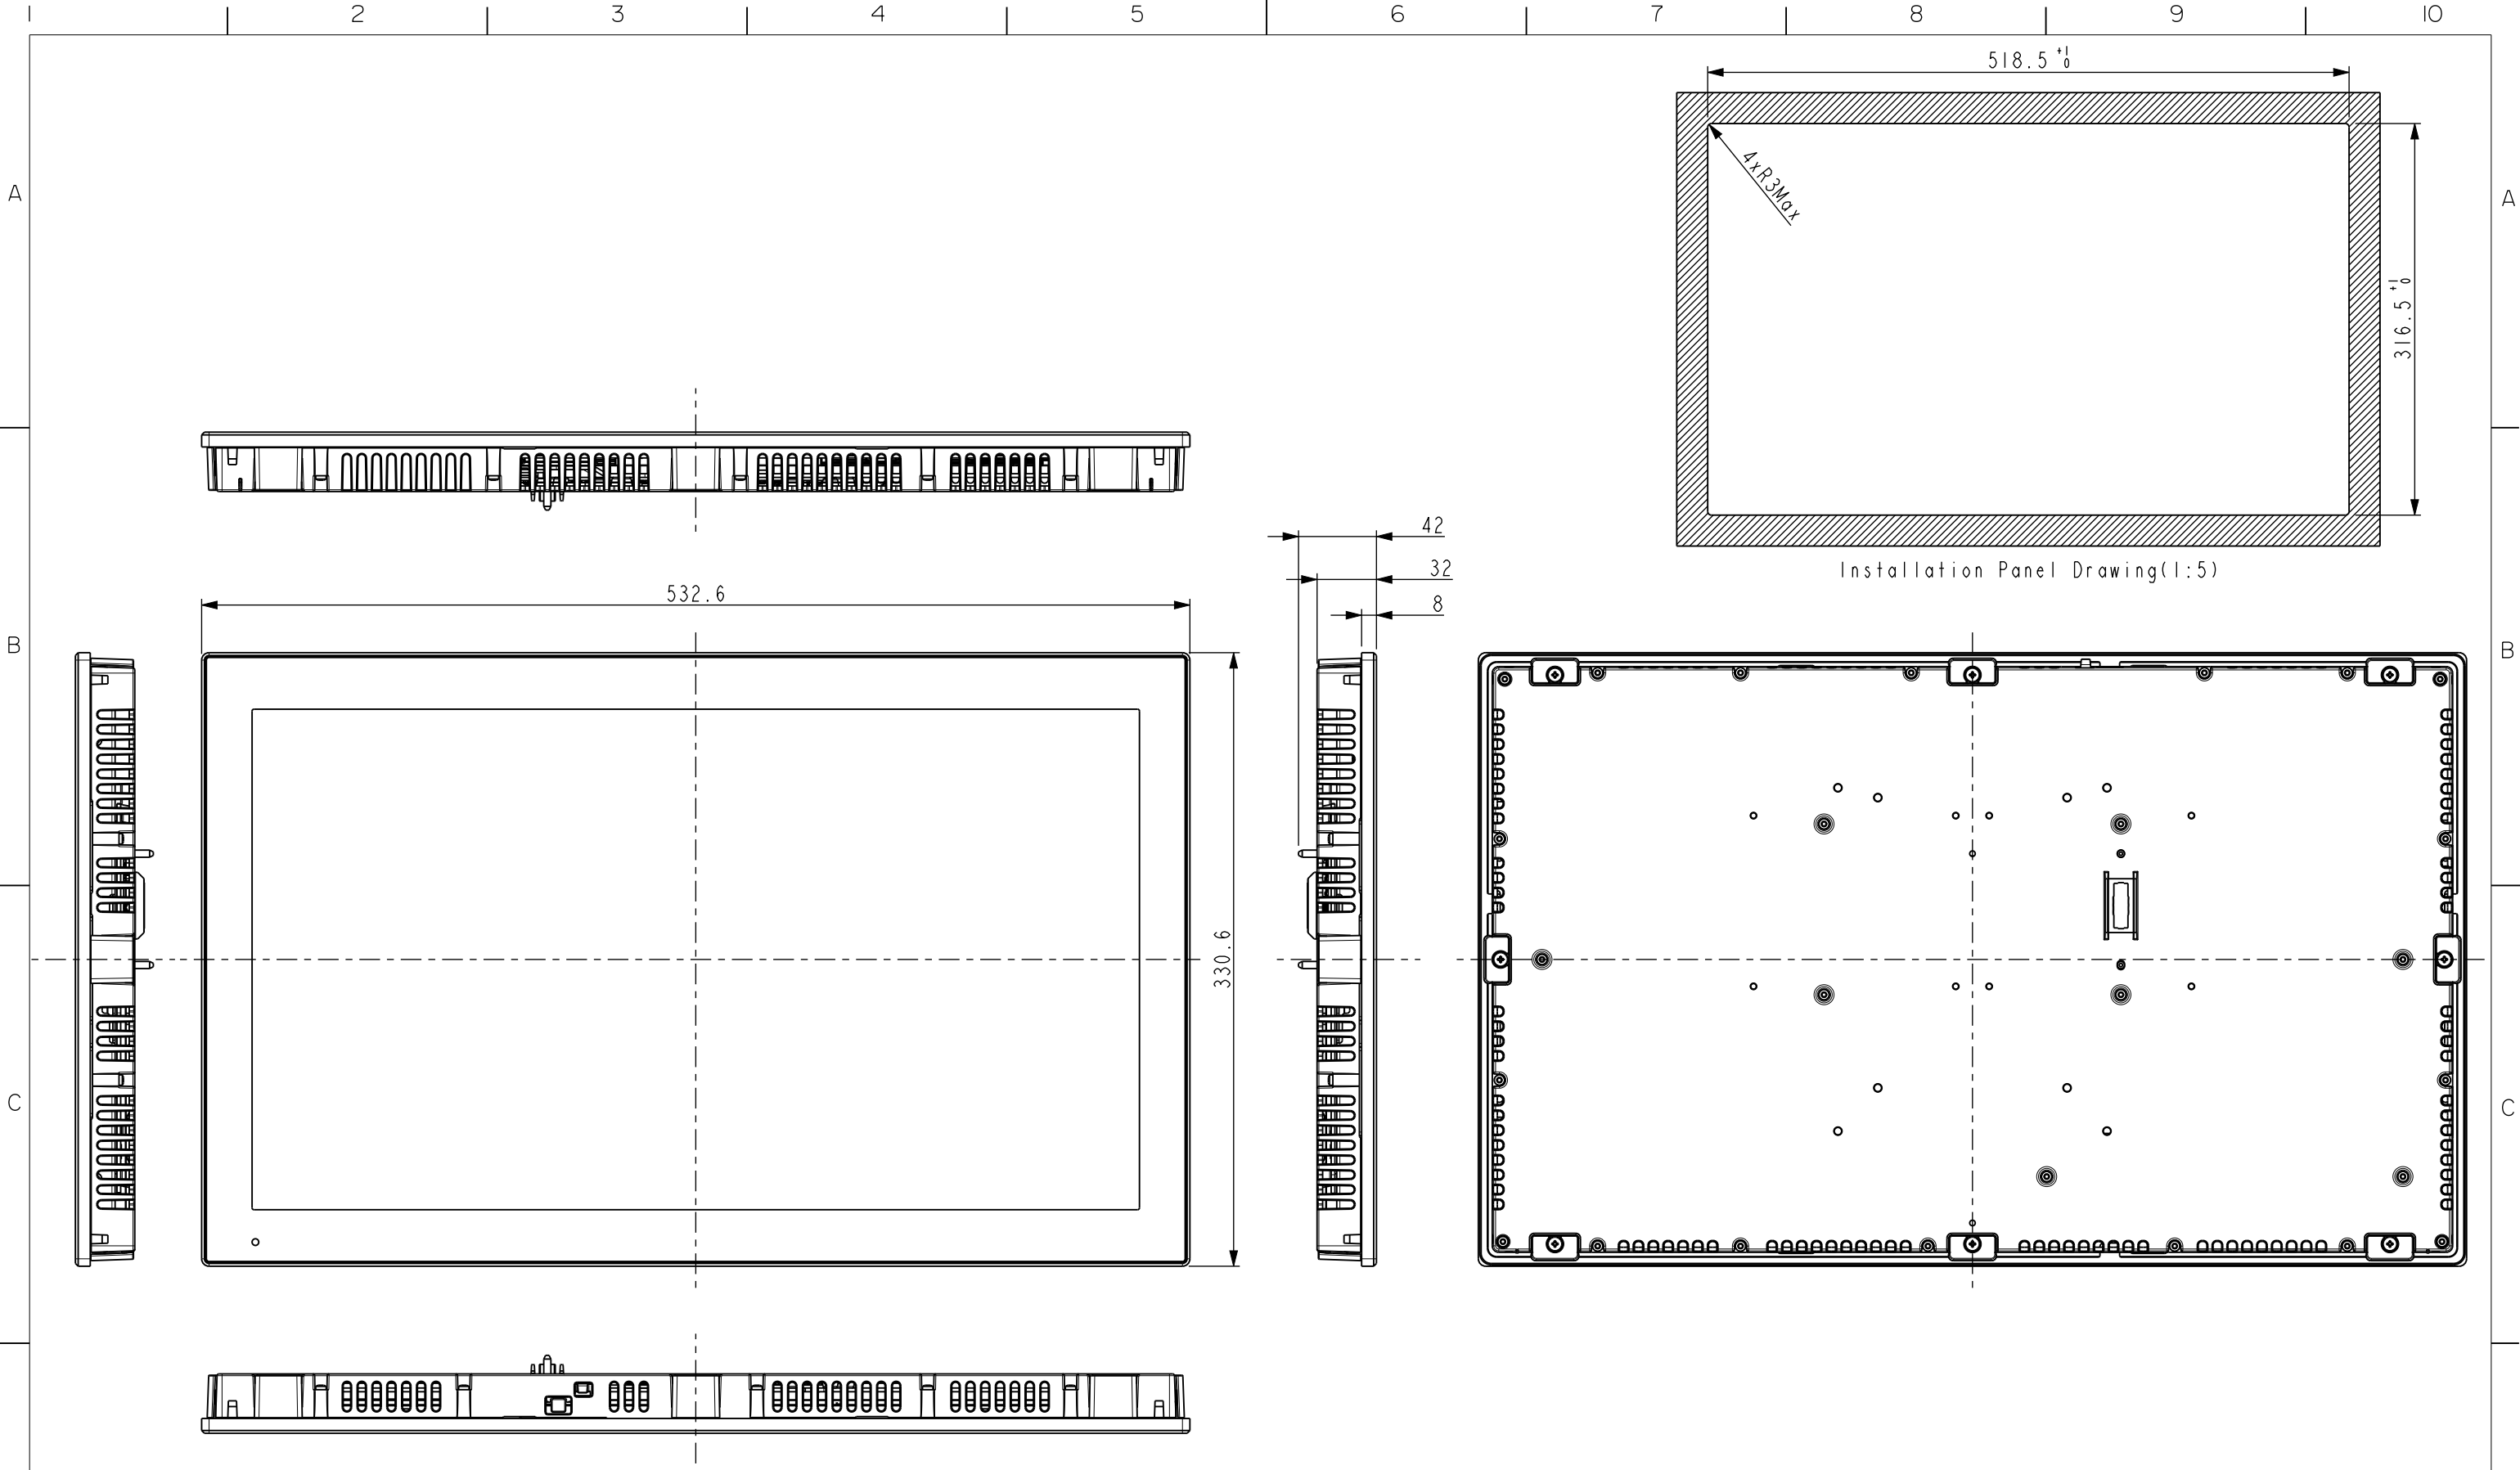 1 2 3 4 5 6 7 8 9 10
518.5 +1 0
A A
4xR3Max
316.5 +1 0
42
32
Installation Panel Drawing(1:5)
532.6
8
B B
330.6
C C